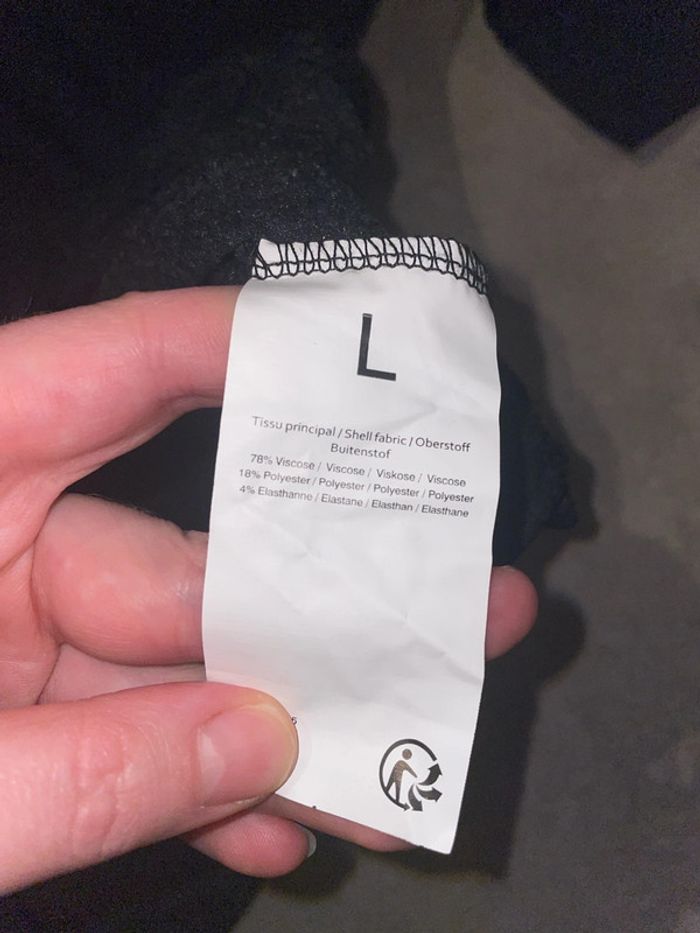 L
Tissu principal / Shell fabric / Oberstoff
Buitenstof
78% Viscose / Viscose / Viskose / Viscose
18% Polyester / Polyester / Polyester / Polyester
4% Elasthanne / Elastane / Elasthan / Elasthane